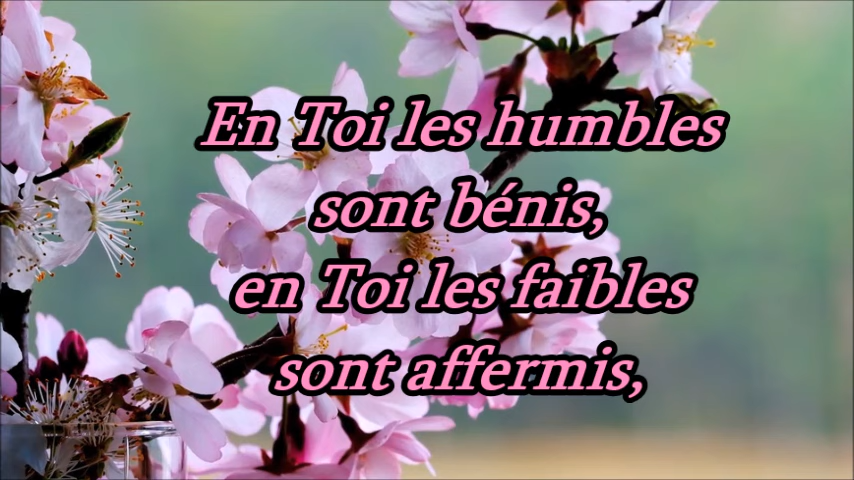 En Toi les humbles
sont bénis,
en Toi les faibles
sont affermis,